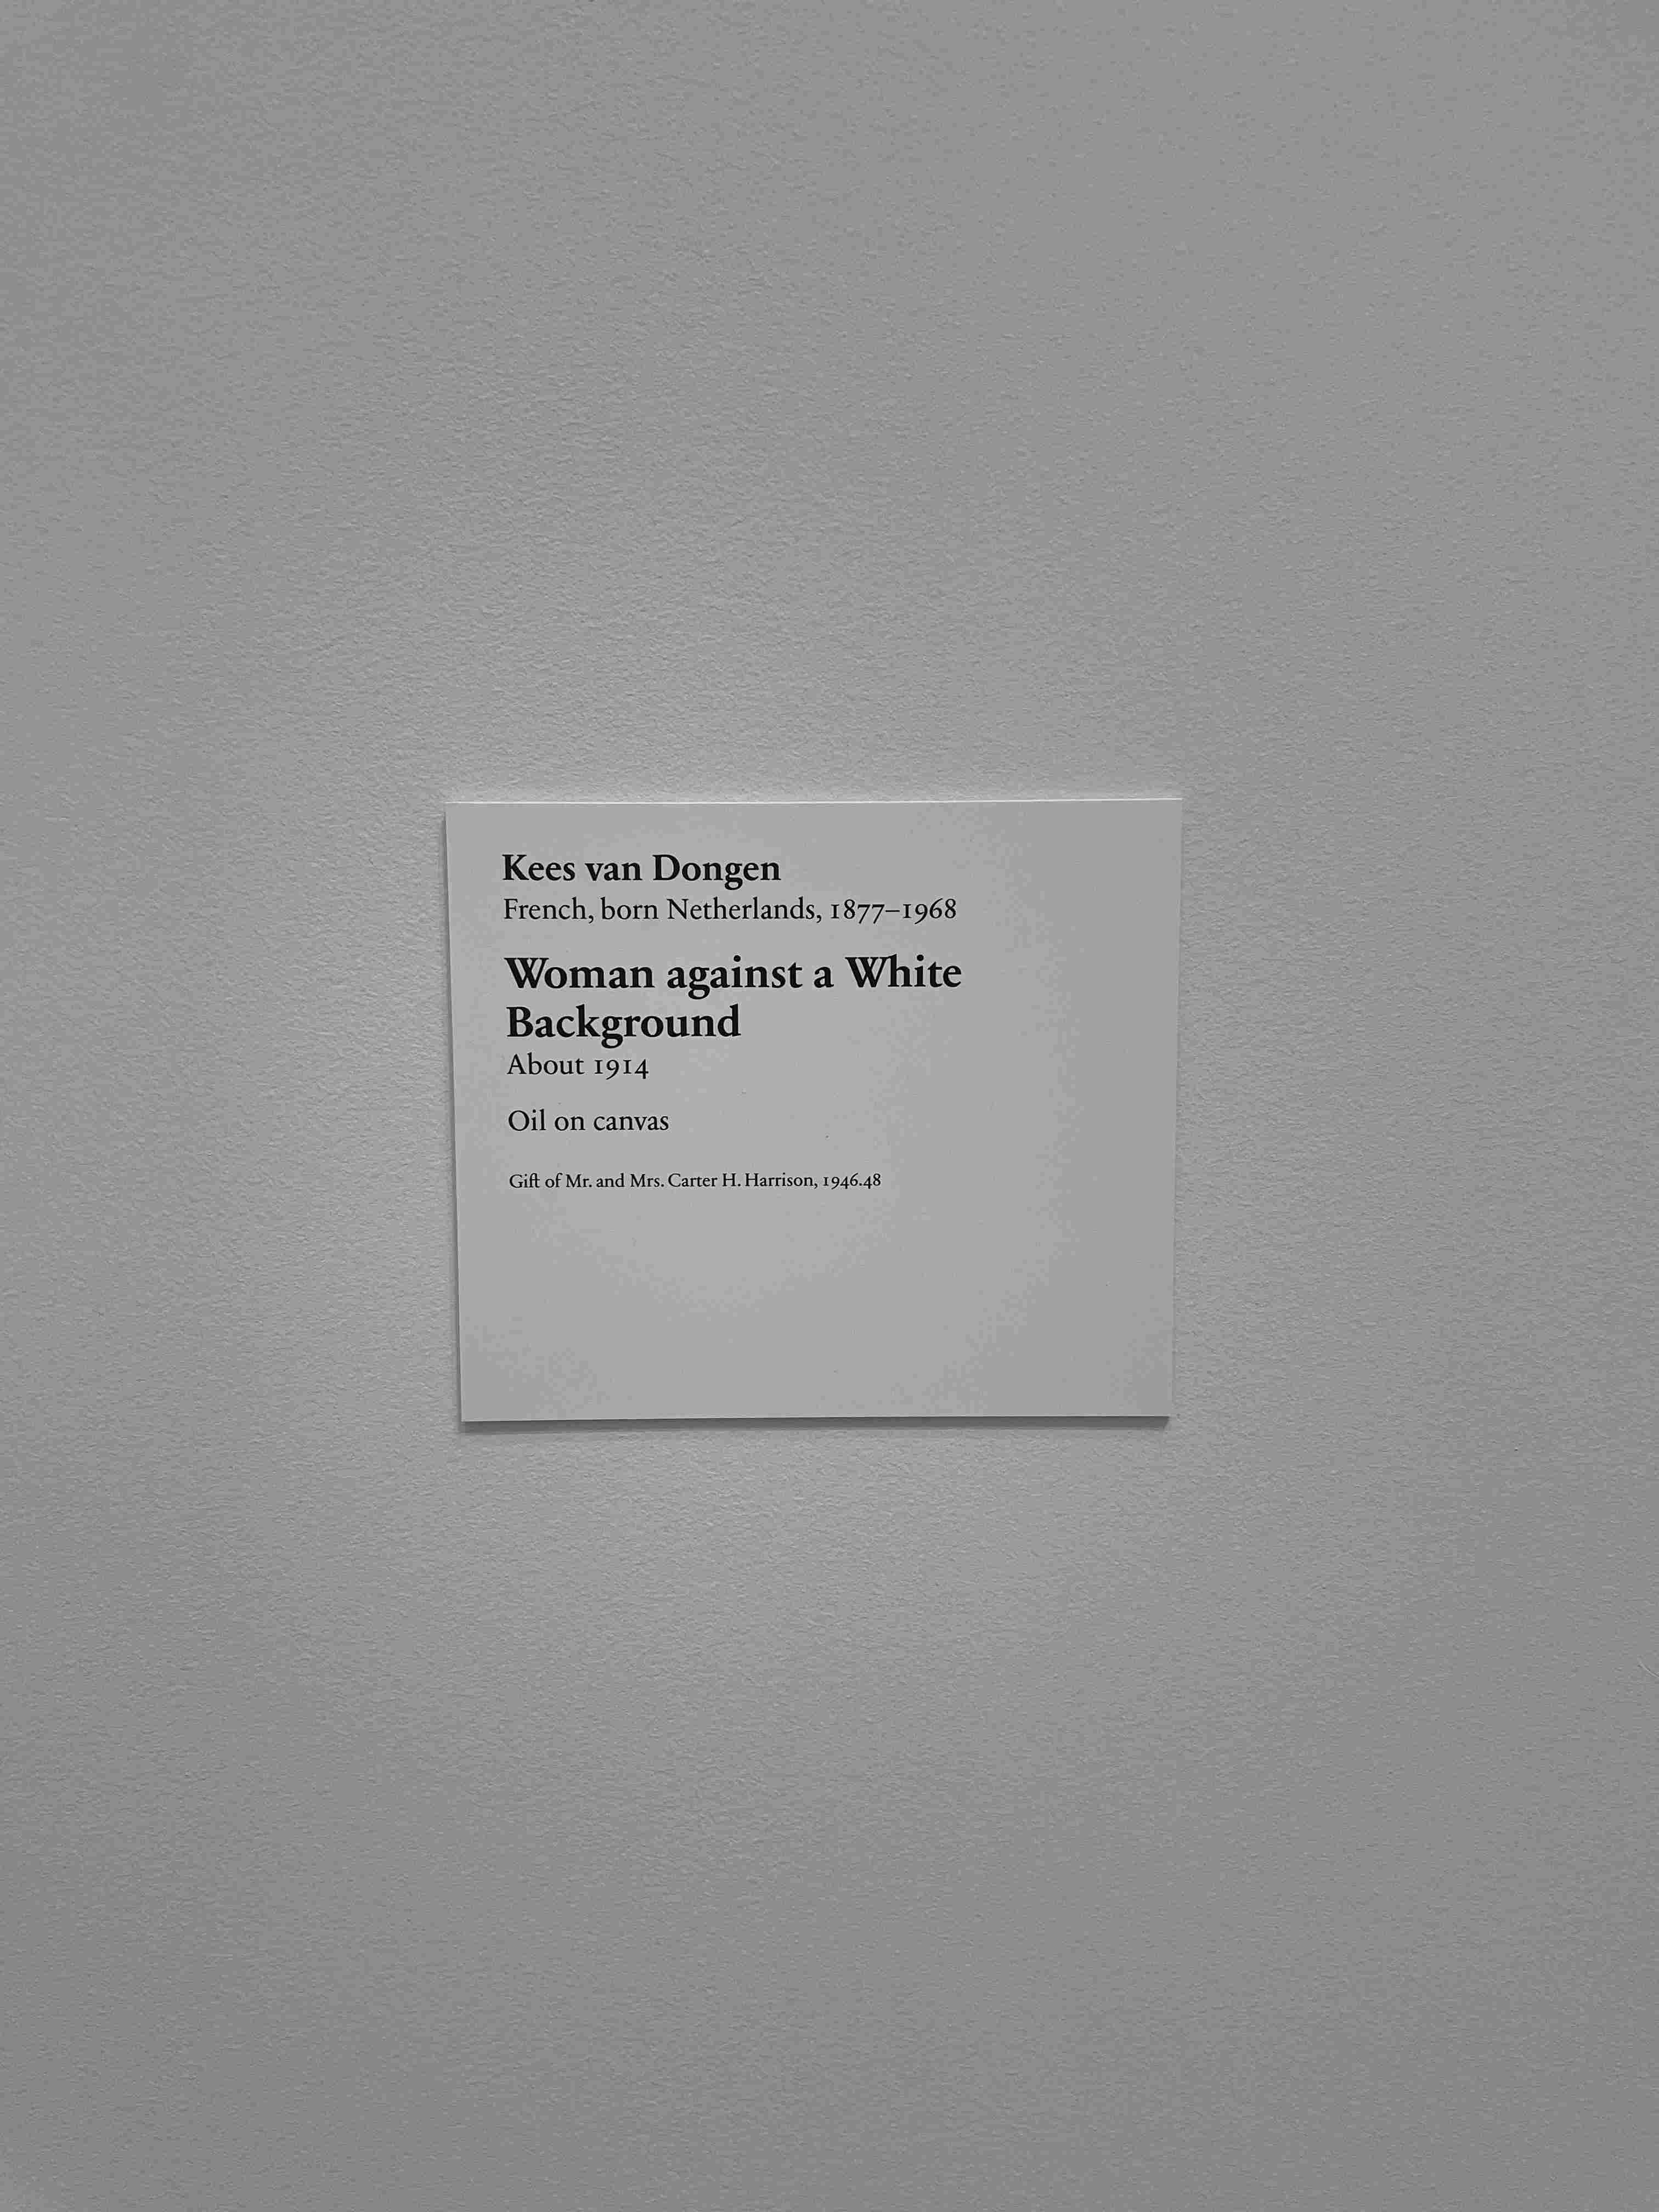 Kees van Dongen
French, born Netherlands, 1877–1968
Woman against a White
Background
About 1914
Oil on canvas
Gift of Mr. and Mrs. Carter H. Harrison, 1946.48